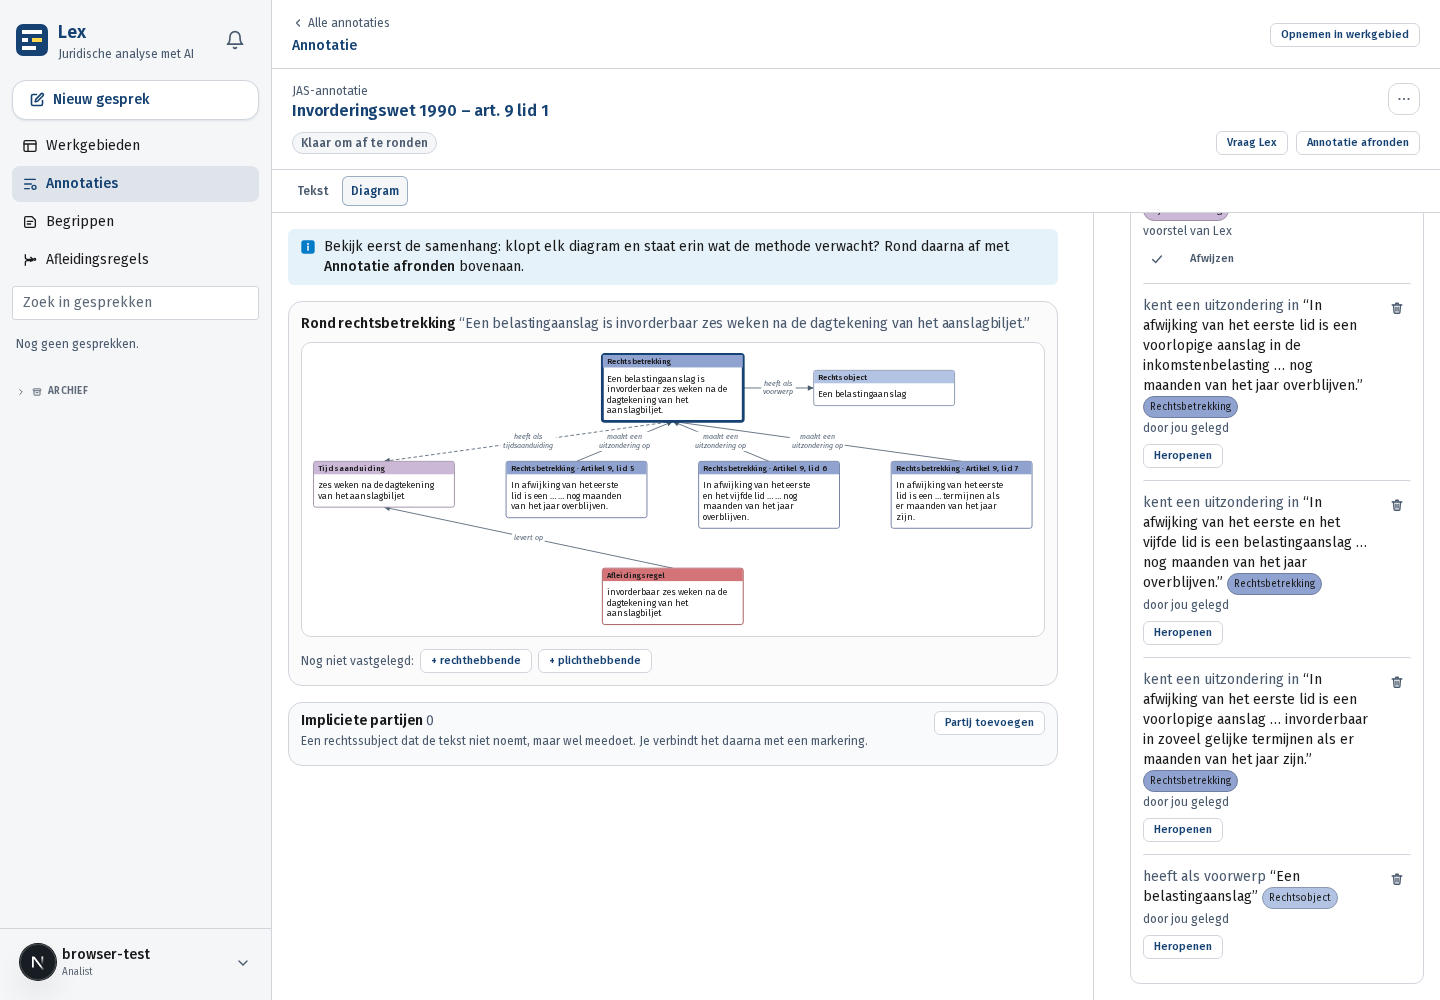 Lex
Juridische analyse met AI
Nieuw gesprek
Werkgebieden
Annotaties
Begrippen
Afleidingsregels
Zoek in gesprekken
Nog geen gesprekken.
ARCHIEF
browser-test
Analist
Alle annotaties
Annotatie
Opnemen in werkgebied
JAS-annotatie
Invorderingswet 1990 – art. 9 lid 1
Klaar om af te ronden
Vraag Lex
Annotatie afronden
Tekst
Diagram
Bekijk eerst de samenhang: klopt elk diagram en staat erin wat de methode verwacht? Rond daarna af met
Annotatie afronden bovenaan.
Rond rechtsbetrekking “Een belastingaanslag is invorderbaar zes weken na de dagtekening van het aanslagbiljet.”
Rechtsbetrekking
Een belastingaanslag is
invorderbaar zes weken na de
dagtekening van het
aanslagbiljet.
heeft als
voorwerp
Rechtsobject
Een belastingaanslag
heeft als
tijdsaanduiding
maakt een
uitzondering op
maakt een
uitzondering op
maakt een
uitzondering op
Tijdsaanduiding
zes weken na de dagtekening
van het aanslagbiljet
Rechtsbetrekking · Artikel 9, lid 5
In afwijking van het eerste
lid is een ... ... nog maanden
van het jaar overblijven.
Rechtsbetrekking · Artikel 9, lid 6
In afwijking van het eerste
en het vijfde lid ... ... nog
maanden van het jaar
overblijven.
Rechtsbetrekking · Artikel 9, lid 7
In afwijking van het eerste
lid is een ... termijnen als
er maanden van het jaar
zijn.
levert op
Afleidingsregel
invorderbaar zes weken na de
dagtekening van het
aanslagbiljet
Nog niet vastgelegd:
+ rechthebbende
+ plichthebbende
Impliciete partijen 0
Partij toevoegen
Een rechtssubject dat de tekst niet noemt, maar wel meedoet. Je verbindt het daarna met een markering.
voorstel van Lex
Afwijzen
kent een uitzondering in “In
afwijking van het eerste lid is een
voorlopige aanslag in de
inkomstenbelasting … nog
maanden van het jaar overblijven.”
Rechtsbetrekking
door jou gelegd
Heropenen
kent een uitzondering in “In
afwijking van het eerste en het
vijfde lid is een belastingaanslag …
nog maanden van het jaar
overblijven.” Rechtsbetrekking
door jou gelegd
Heropenen
kent een uitzondering in “In
afwijking van het eerste lid is een
voorlopige aanslag … invorderbaar
in zoveel gelijke termijnen als er
maanden van het jaar zijn.”
Rechtsbetrekking
door jou gelegd
Heropenen
heeft als voorwerp “Een
belastingaanslag” Rechtsobject
door jou gelegd
Heropenen